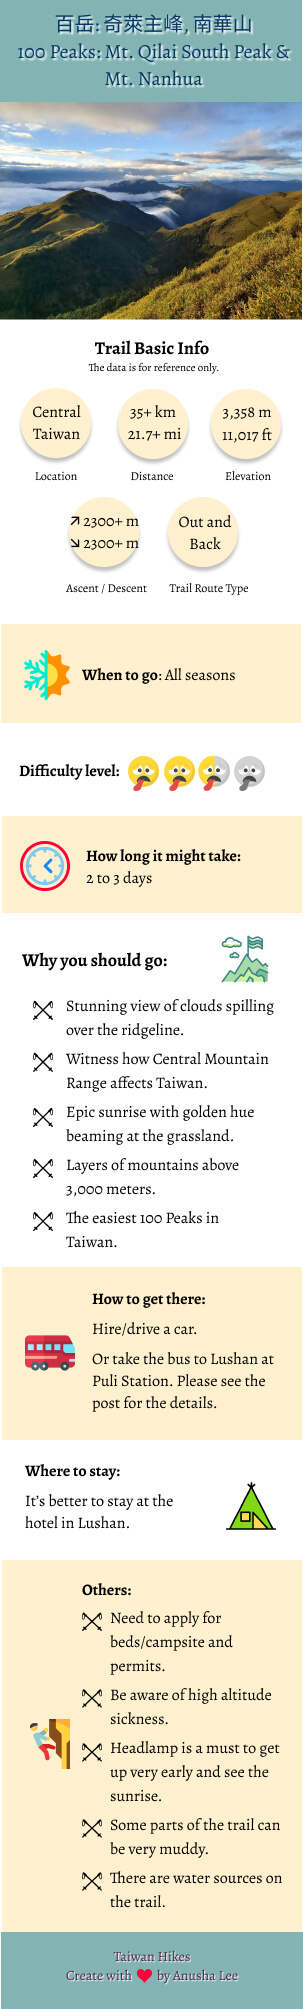 百岳: 奇萊主峰, 南華山
100 Peaks: Mt. Qilai South Peak &
Mt. Nanhua
Trail Basic Info
The data is for reference only.
Central
Taiwan
Location
35+ km
21.7+ mi
Distance
3,358 m
11,017 ft
Elevation
↗ 2300+ m
↘ 2300+ m
Ascent / Descent
Out and
Back
Trail Route Type
When to go: All seasons
Difficulty level:
How long it might take:
2 to 3 days
Why you should go:
Stunning view of clouds spilling
over the ridgeline.
Witness how Central Mountain
Range affects Taiwan.
Epic sunrise with golden hue
beaming at the grassland.
Layers of mountains above
3,000 meters.
The easiest 100 Peaks in
Taiwan.
How to get there:
Hire/drive a car.
Or take the bus to Lushan at
Puli Station. Please see the
post for the details.
Where to stay:
It's better to stay at the
hotel in Lushan.
Others:
Need to apply for
beds/campsite and
permits.
Be aware of high altitude
sickness.
Headlamp is a must to get
up very early and see the
sunrise.
Some parts of the trail can
be very muddy.
There are water sources on
the trail.
Taiwan Hikes
Create with ❤ by Anusha Lee